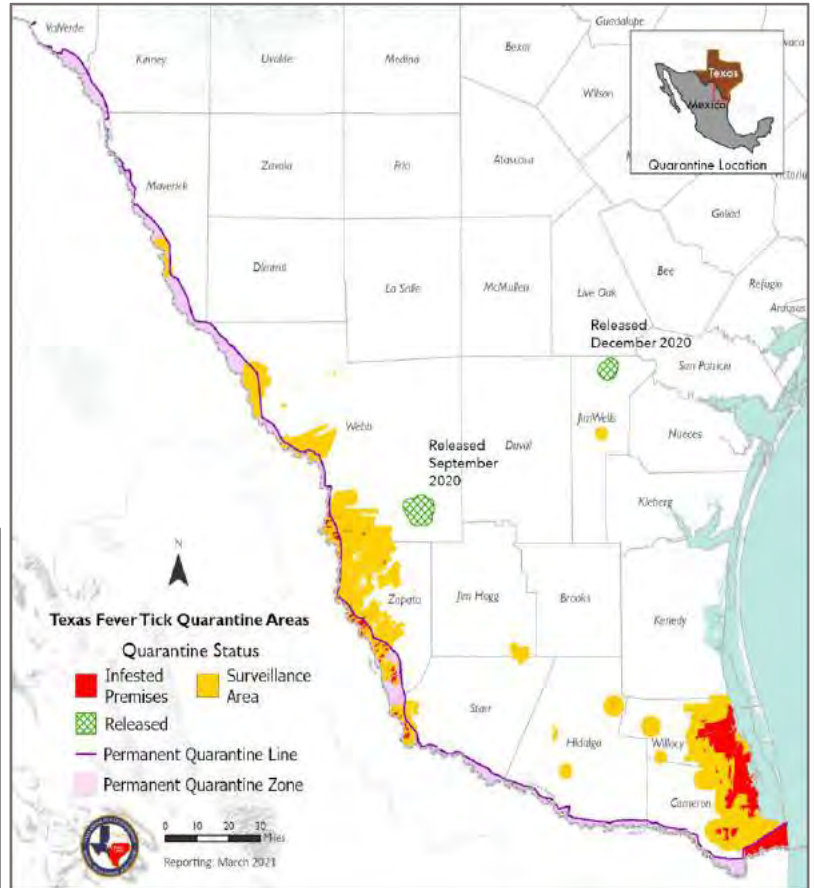 ValVerde
Kinney
Uvalde
Medina
Bexar
Guadalupe
Wilson
Texas
Mexico
Quarantine Location
Maverick
Zavala
Frio
Atascosa
Victoria
Goliad
Dimmit
La Salle
McMullen
Live Oak
Bee
Refugio
Aransas
Released
December 2020
San Patricio
Webb
Duval
Jim Wells
Nueces
Released
September
2020
Kleberg
N
Zapata
Jim Hogg
Brooks
Kenedy
Texas Fever Tick Quarantine Areas
Quarantine Status
Infested
Premises
Surveillance
Area
Released
Permanent Quarantine Line
Permanent Quarantine Zone
Starr
Hidalgo
Willacy
Cameron
0 10 20 30
Miles
Reporting: March 2021